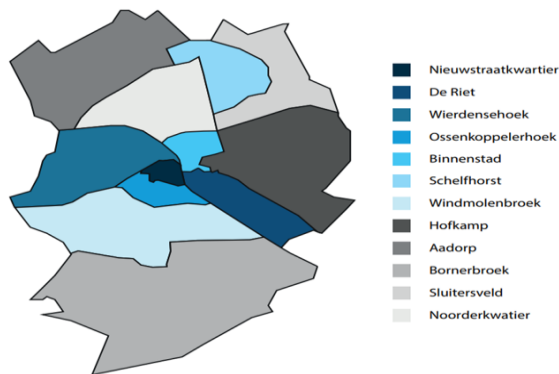 Nieuwstraatkwartier
De Riet
Wierdensehoek
Ossenkoppelerhoek
Binnenstad
Schelfhorst
Windmolenbroek
Hofkamp
Aadorp
Bornerbroek
Sluitersveld
Noorderkwatier